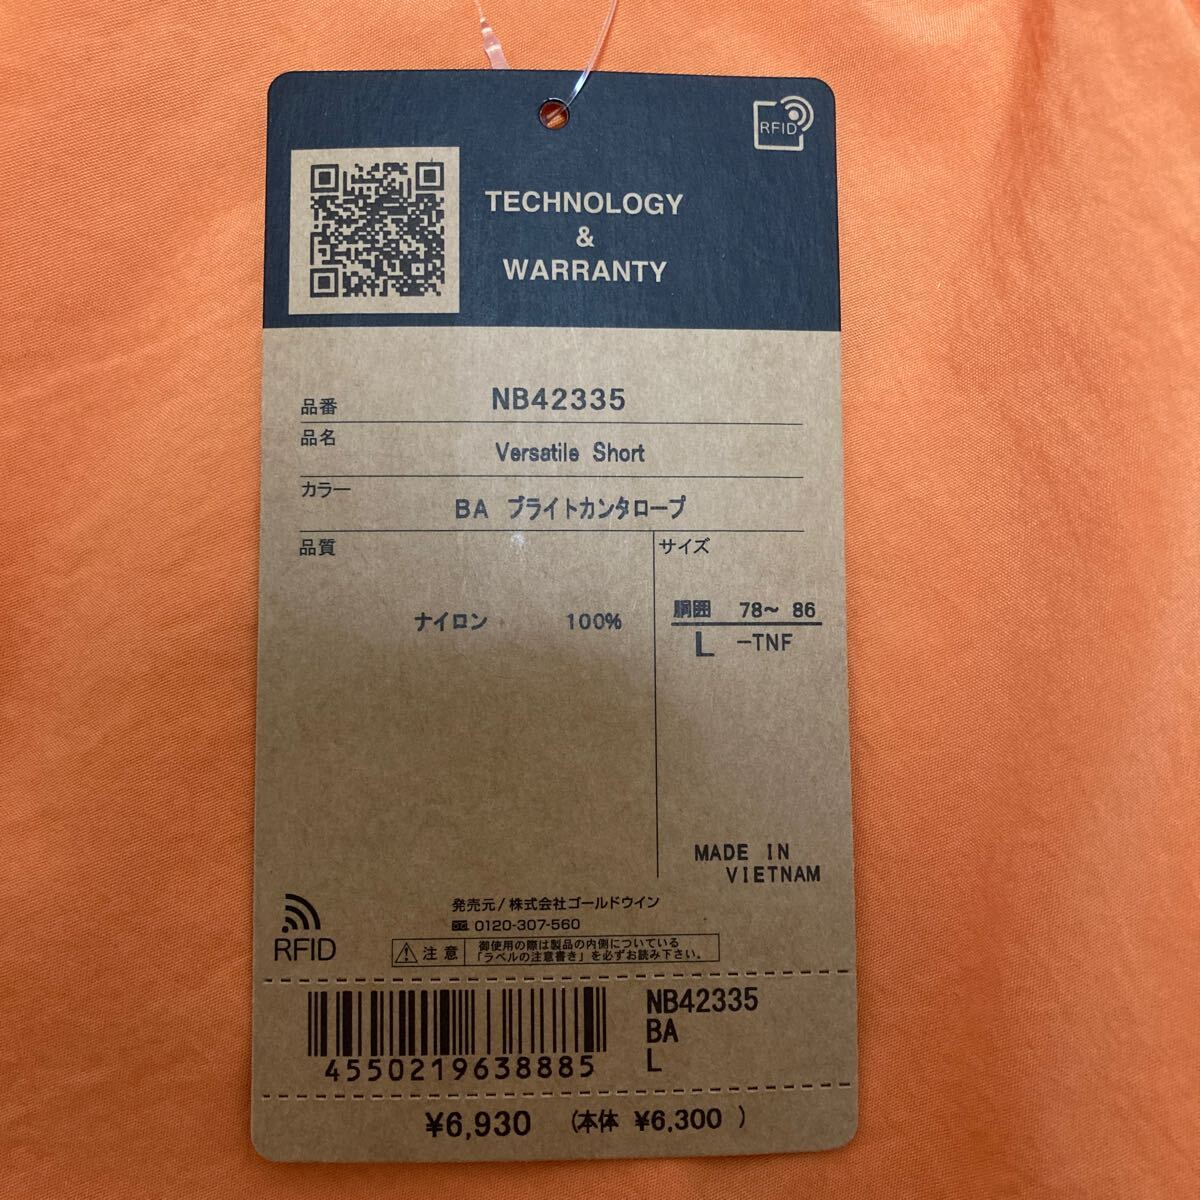 RFID
TECHNOLOGY
&
WARRANTY
品番 NB42335
品名 Versatile Short
カラー BA ブライトカンタロープ
品質 サイズ
ナイロン 100%
胴囲 78~ 86
L -TNF
MADE IN
VIETNAM
発売元/株式会社ゴールドウイン
0120-307-560
RFID
注意 御使用の際は製品の内側についている
「ラベルの注意書き」を必ずお読み下さい。
4550219638885
NB42335
BA
L
¥6,930 (本体 ¥6,300 )